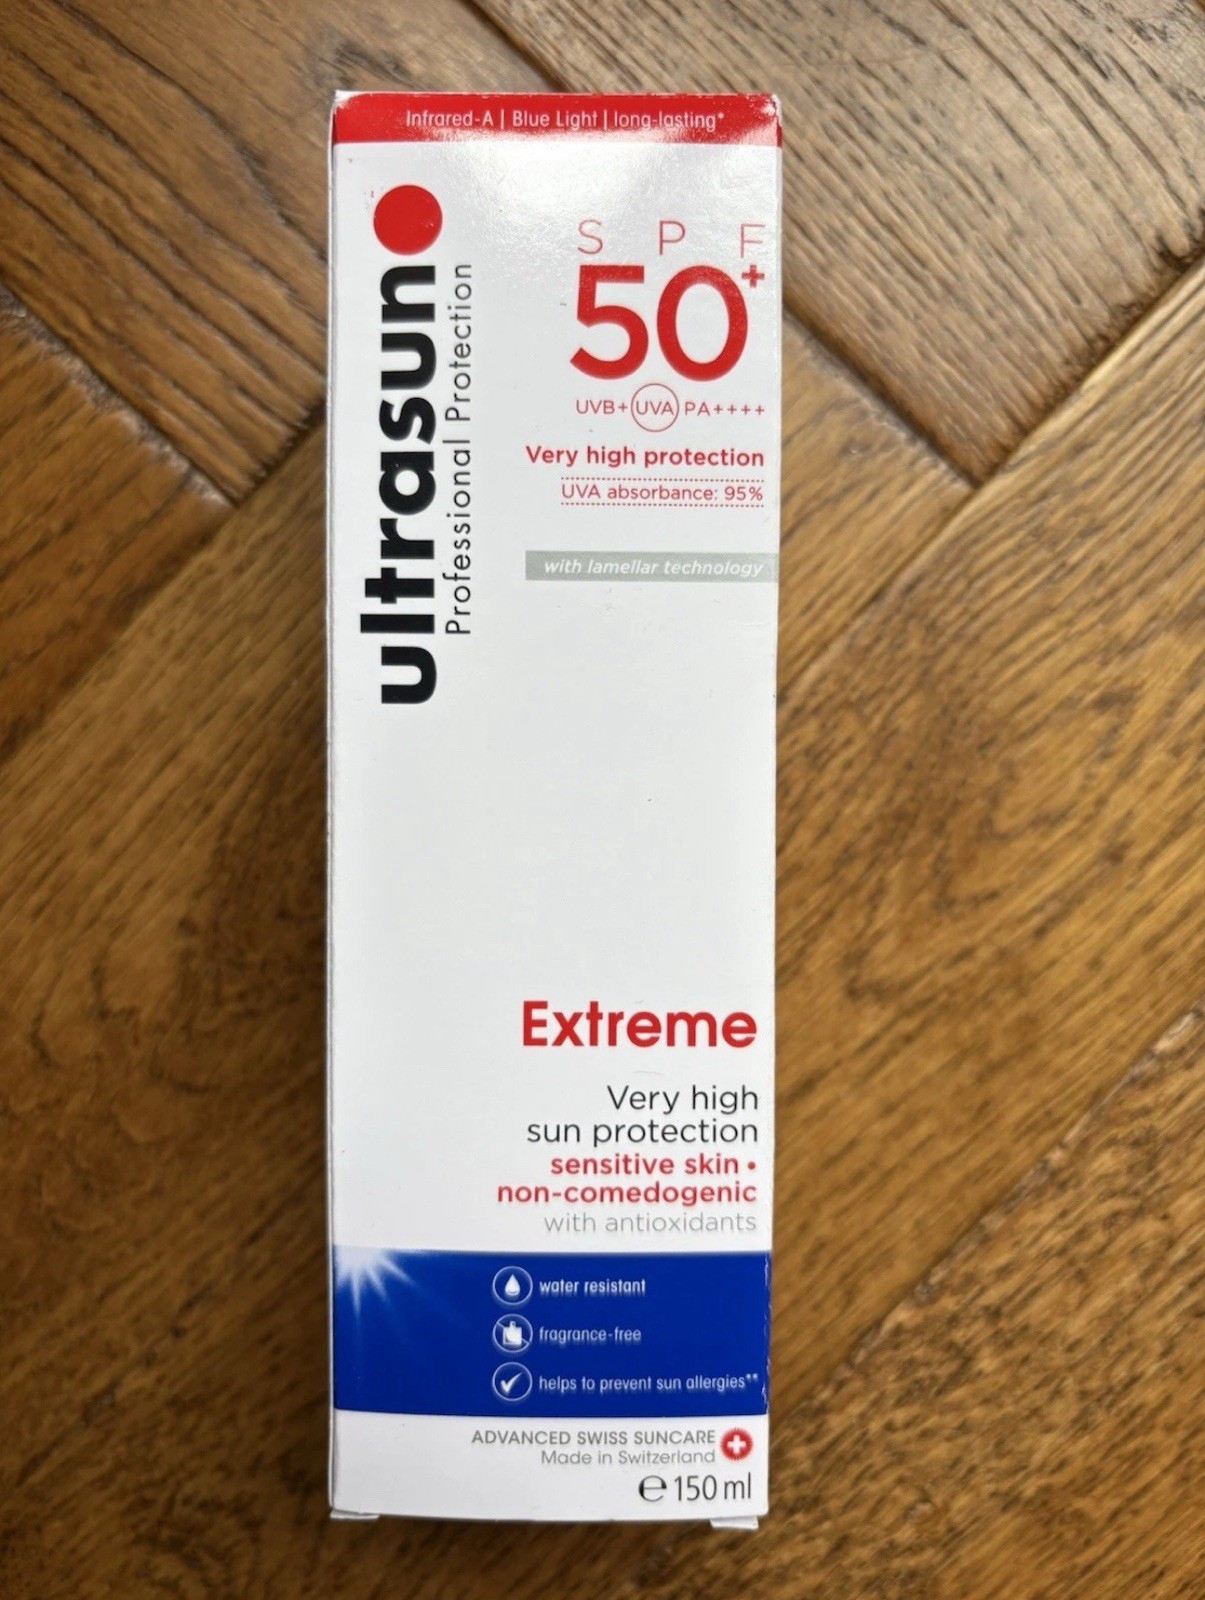 Infrared-A | Blue Light | long-lasting*
ultrasun
Professional Protection
SPF
50+
UVB+ UVA PA++++
Very high protection
UVA absorbance: 95%
with lamellar technology
Extreme
Very high
sun protection
sensitive skin •
non-comedogenic
with antioxidants
water resistant
fragrance-free
helps to prevent sun allergies**
ADVANCED SWISS SUNCARE
Made in Switzerland
℮ 150 ml